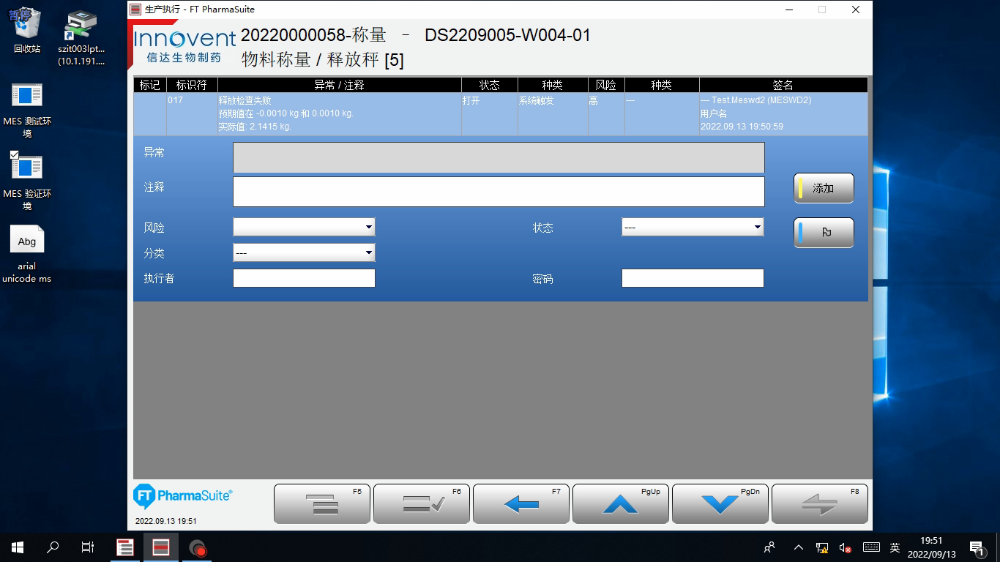 暂停
回收站
szit003lpt...
(10.1.191....
MES 测试环
境
MES 验证环
境
Abg
arial
unicode ms
生产执行 - FT PharmaSuite
Innovent
信达生物制药
20220000058-称量 - DS2209005-W004-01
物料称量 / 释放秤 [5]
标记 标识符 异常 / 注释 状态 种类 风险 种类 签名
017 释放检查失败 打开 系统触发 高 --- --- Test.Meswd2 (MESWD2)
预期值在 -0.0010 kg 和 0.0010 kg. 用户名
实际值: 2.1415 kg. 2022.09.13 19:50:59
异常
注释
添加
风险 状态 ---
分类 ---
执行者 密码
FT PharmaSuite®
2022.09.13 19:51
F5 F6 F7 PgUp PgDn F8
英
19:51
2022/09/13
1